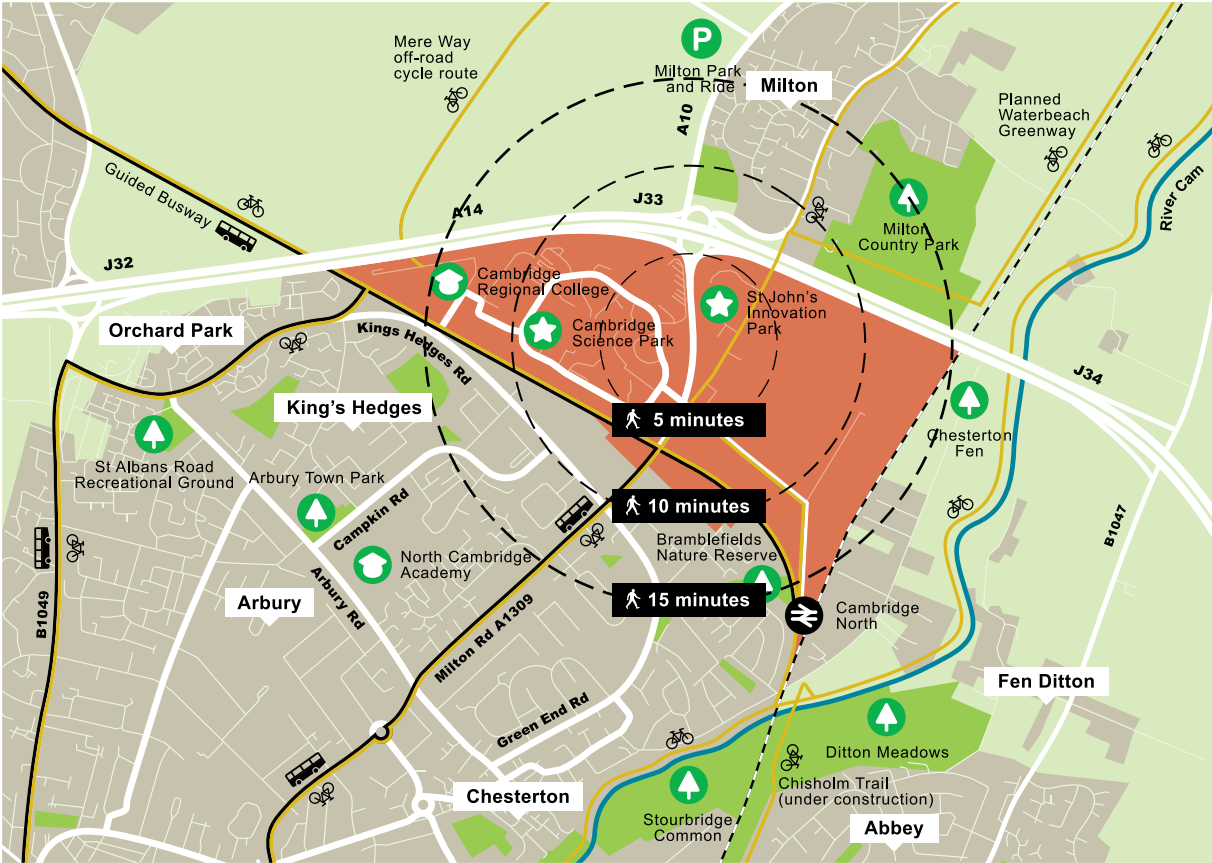 Mere Way
off-road
cycle route
P
Milton Park
and Ride
Milton
A10
Planned
Waterbeach
Greenway
River Cam
Guided Busway
A14
J33
Milton
Country Park
J32
Cambridge
Regional College
St John's
Innovation
Park
Orchard Park
Kings Hedges Rd
Cambridge
Science Park
J34
King's Hedges
5 minutes
Chesterton
Fen
St Albans Road
Recreational Ground
Arbury Town Park
Campkin Rd
10 minutes
B1047
Bramblefields
Nature Reserve
North Cambridge
Academy
Arbury Rd
Arbury
B1049
15 minutes
Cambridge
North
Milton Rd A1309
Fen Ditton
Green End Rd
Ditton Meadows
Chesterton
Chisholm Trail
(under construction)
Stourbridge
Common
Abbey